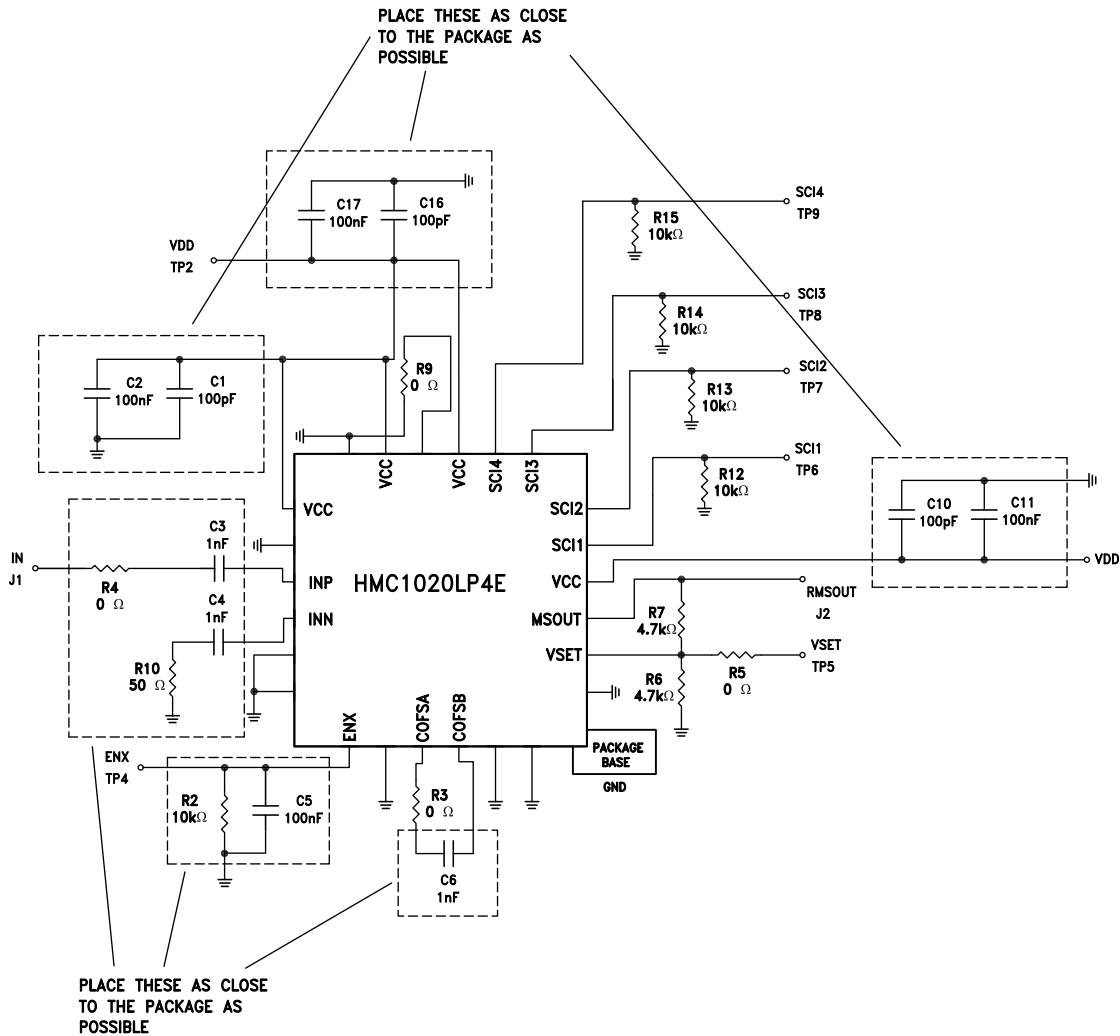 PLACE THESE AS CLOSE
TO THE PACKAGE AS
POSSIBLE
C17
100nF
C16
100pF
VDD
TP2
SCI4
TP9
R15
10kΩ
SCI3
TP8
R14
10kΩ
C2
100nF
C1
100pF
R9
0 Ω
SCI2
TP7
R13
10kΩ
SCI1
TP6
R12
10kΩ
VCC
VCC
SCI4
SCI3
VCC
SCI2
C10
100pF
C11
100nF
SCI1
C3
1nF
IN
J1
R4
0 Ω
INP
HMC1020LP4E
VCC
VDD
C4
1nF
INN
MSOUT
RMSOUT
J2
R7
4.7kΩ
VSET
VSET
TP5
R5
0 Ω
R10
50 Ω
R6
4.7kΩ
ENX
COFSA
COFSB
PACKAGE
BASE
GND
ENX
TP4
R2
10kΩ
C5
100nF
R3
0 Ω
C6
1nF
PLACE THESE AS CLOSE
TO THE PACKAGE AS
POSSIBLE